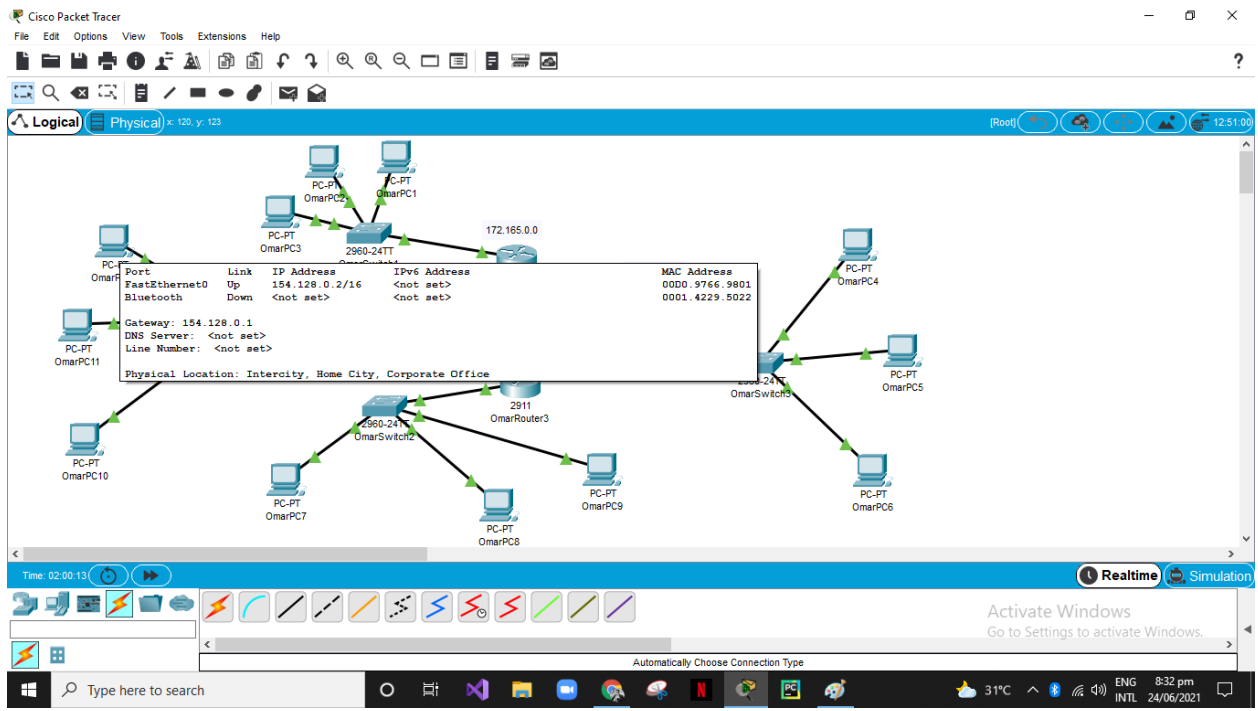 Cisco Packet Tracer
File Edit Options View Tools Extensions Help
?
Logical Physical x: 120, y: 123 [Root] 12:51:00
PC-PT
OmarPC2
PC-PT
OmarPC1
PC-PT
OmarPC3
2960-24TT
172.165.0.0
PC-PT
OmarPC4
Port Link IP Address IPv6 Address MAC Address
FastEthernet0 Up 154.128.0.2/16 <not set> 00D0.9766.9801
Bluetooth Down <not set> <not set> 0001.4229.5022
Gateway: 154.128.0.1
DNS Server: <not set>
Line Number: <not set>
Physical Location: Intercity, Home City, Corporate Office
PC-PT
OmarPC11
PC-PT
OmarPC5
OmarSwitch3
2911
OmarRouter3
2960-24TT
OmarSwitch2
PC-PT
OmarPC10
PC-PT
OmarPC7
PC-PT
OmarPC8
PC-PT
OmarPC9
PC-PT
OmarPC6
Time: 02:00:13 Realtime Simulation
Activate Windows
Go to Settings to activate Windows.
Automatically Choose Connection Type
Type here to search 31°C ENG 8:32 pm
INTL 24/06/2021